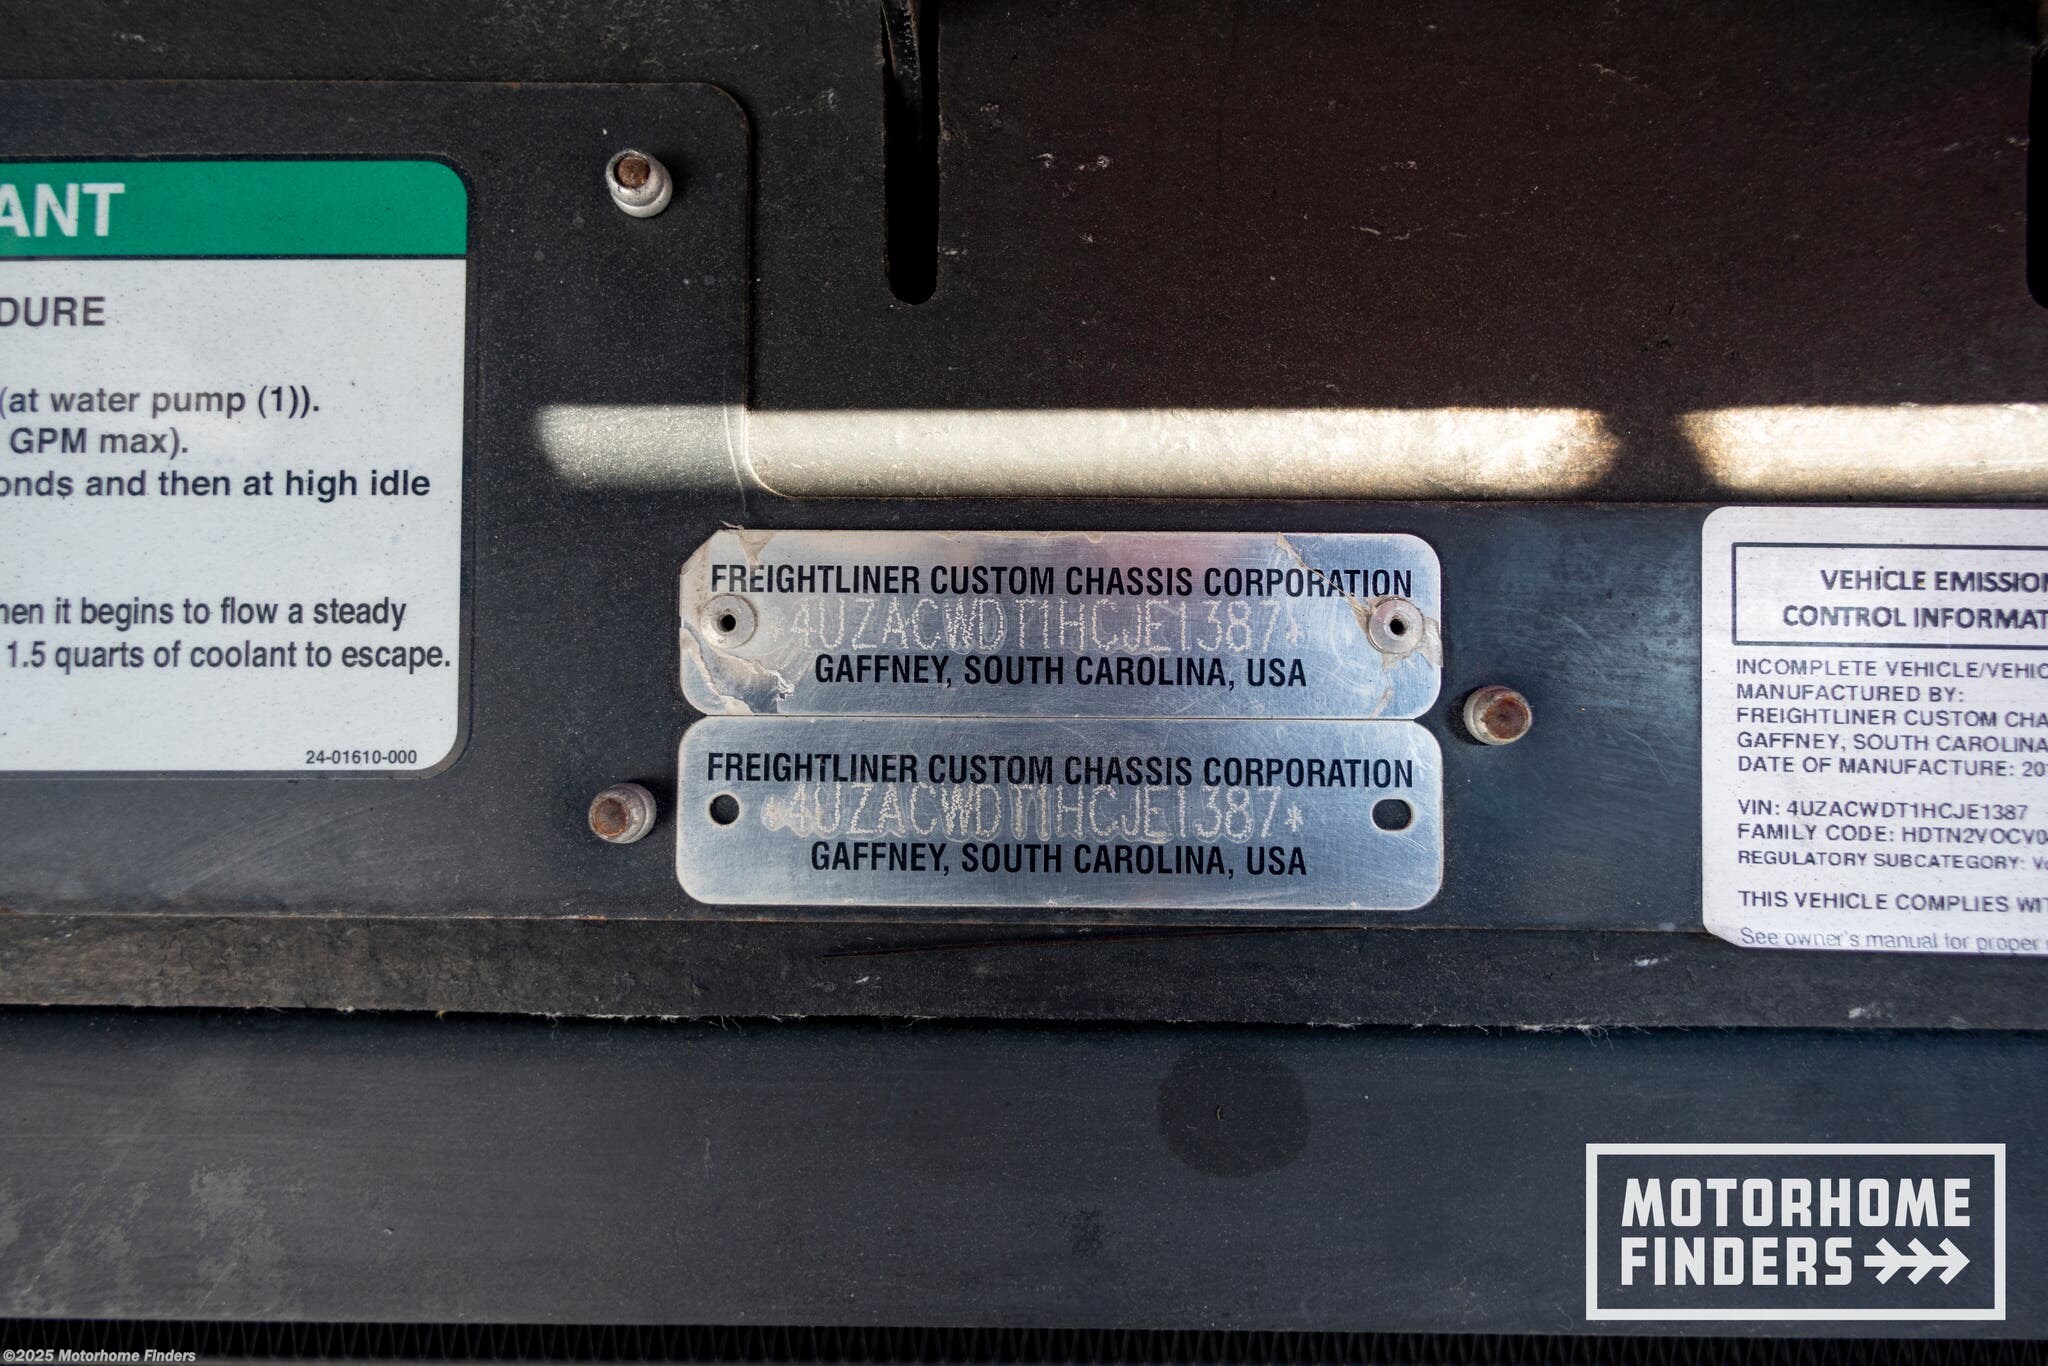 ANT
DURE
(at water pump (1)).
GPM max).
onds and then at high idle
hen it begins to flow a steady
1.5 quarts of coolant to escape.
24-01610-000
FREIGHTLINER CUSTOM CHASSIS CORPORATION
*4UZACWDT1HCJE1387*
GAFFNEY, SOUTH CAROLINA, USA
FREIGHTLINER CUSTOM CHASSIS CORPORATION
*4UZACWDT1HCJE1387*
GAFFNEY, SOUTH CAROLINA, USA
VEHICLE EMISSION
CONTROL INFORMAT
INCOMPLETE VEHICLE/VEHIC
MANUFACTURED BY:
FREIGHTLINER CUSTOM CHA
GAFFNEY, SOUTH CAROLINA
DATE OF MANUFACTURE: 201
VIN: 4UZACWDT1HCJE1387
FAMILY CODE: HDTN2VOCV0
REGULATORY SUBCATEGORY: Vo
THIS VEHICLE COMPLIES WIT
See owner's manual for proper
MOTORHOME
FINDERS
©2025 Motorhome Finders